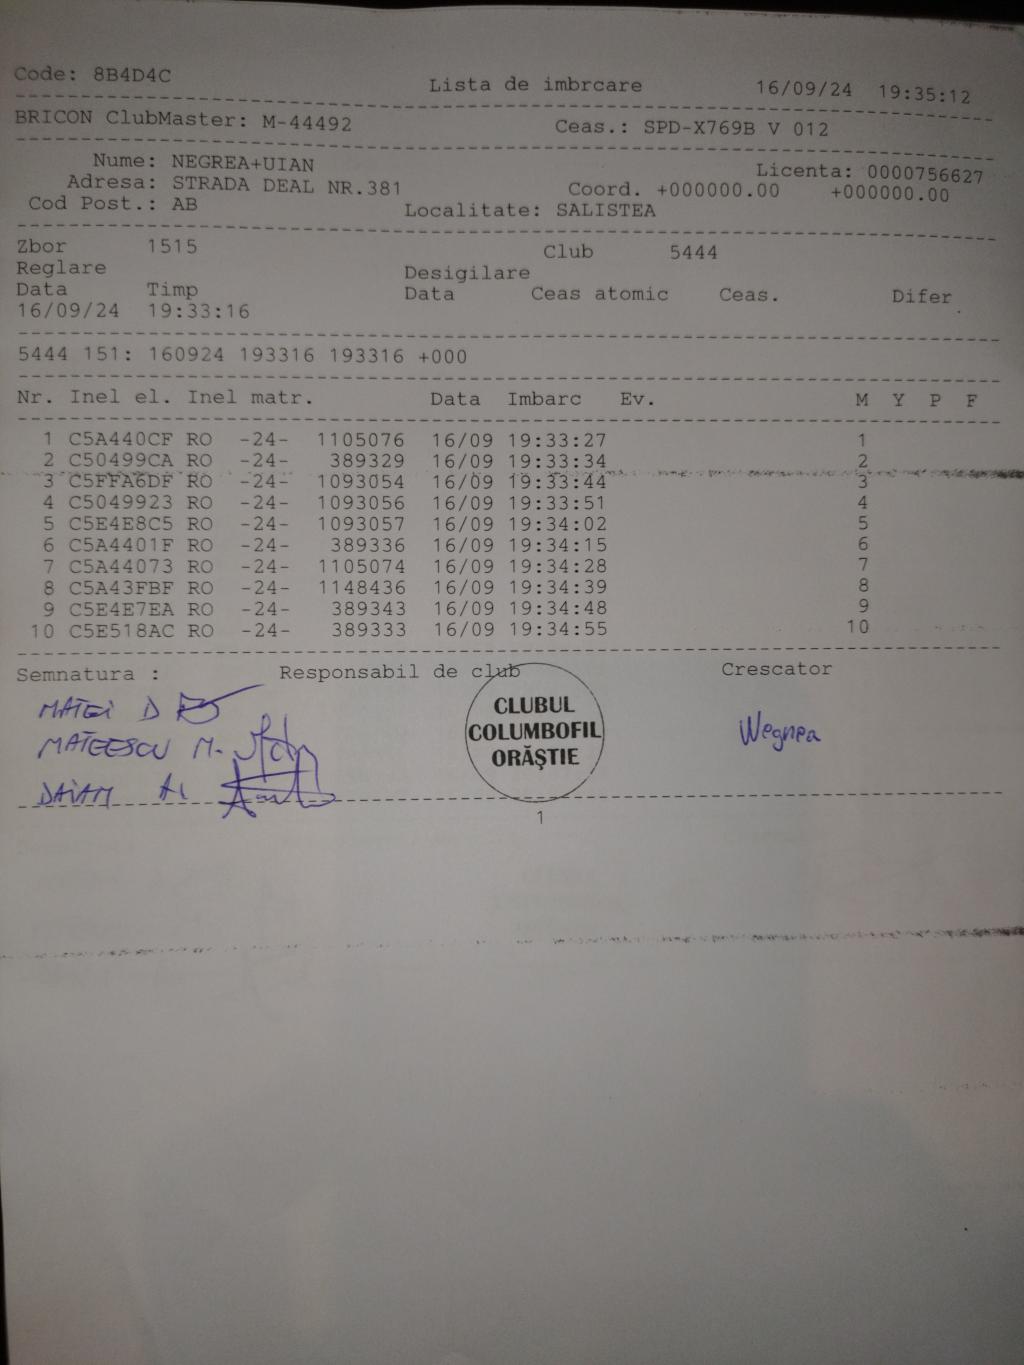 Code: 8B4D4C Lista de imbrcare 16/09/24 19:35:12
BRICON ClubMaster: M-44492 Ceas.: SPD-X769B V 012
Nume: NEGREA+UIAN Licenta: 0000756627
Adresa: STRADA DEAL NR.381 Coord. +000000.00 +000000.00
Cod Post.: AB Localitate: SALISTEA
Zbor 1515 Club 5444
Reglare Desigilare
Data Timp Data Ceas atomic Ceas. Difer
16/09/24 19:33:16
5444 151: 160924 193316 193316 +000
Nr. Inel el. Inel matr. Data Imbarc Ev. M Y P F
1 C5A440CF RO -24- 1105076 16/09 19:33:27 1
2 C50499CA RO -24- 389329 16/09 19:33:34 2
3 C5FFA6DF RO -24- 1093054 16/09 19:33:44 3
4 C5049923 RO -24- 1093056 16/09 19:33:51 4
5 C5E4E8C5 RO -24- 1093057 16/09 19:34:02 5
6 C5A4401F RO -24- 389336 16/09 19:34:15 6
7 C5A44073 RO -24- 1105074 16/09 19:34:28 7
8 C5A43FBF RO -24- 1148436 16/09 19:34:39 8
9 C5E4E7EA RO -24- 389343 16/09 19:34:48 9
10 C5E518AC RO -24- 389333 16/09 19:34:55 10
Semnatura : Responsabil de club Crescator
MATEI D
MATEESCU M.
CLUBUL
COLUMBOFIL
ORĂŞTIE
1